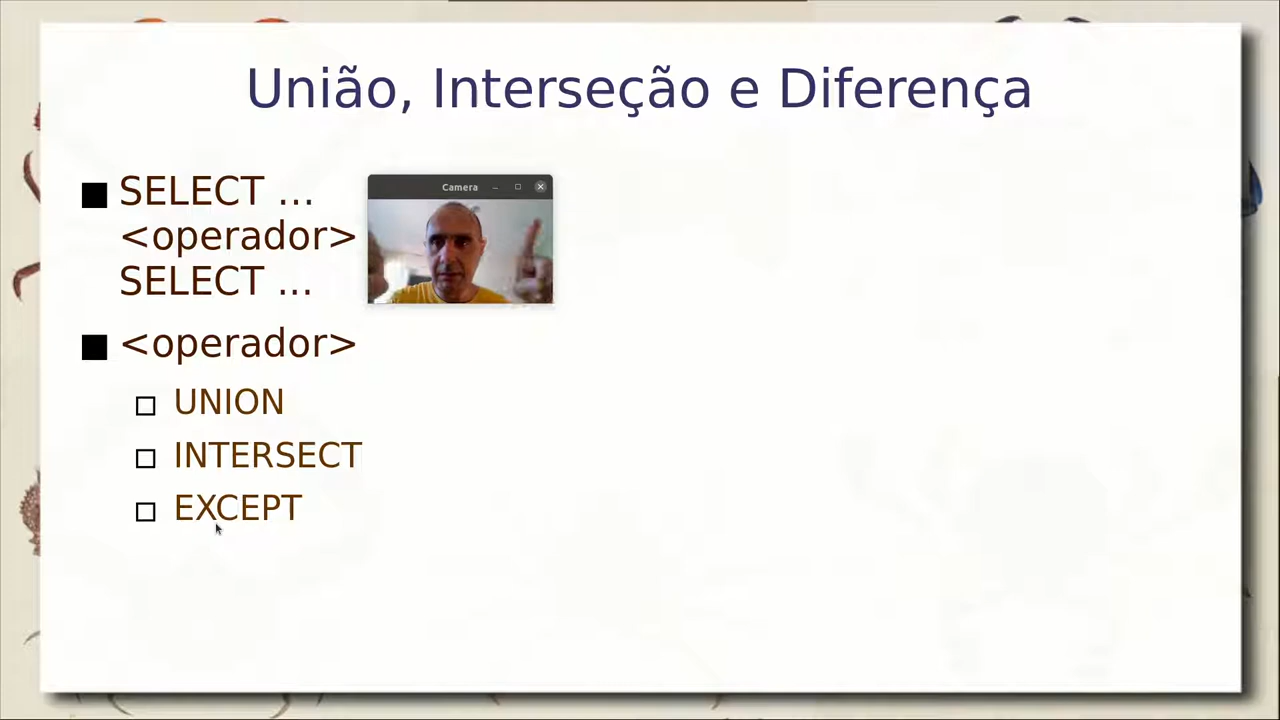 União, Interseção e Diferença
SELECT ...
<operador>
SELECT ...
Camera
<operador>
UNION
INTERSECT
EXCEPT